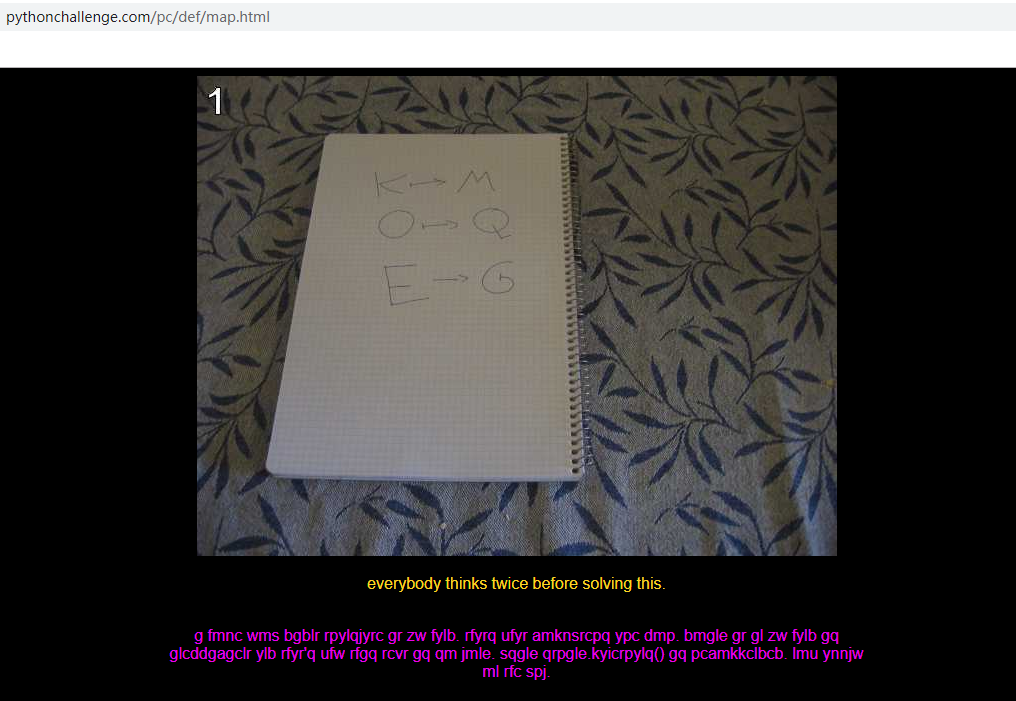 pythonchallenge.com/pc/def/map.html
1
K → M
O → Q
E → G
everybody thinks twice before solving this.
g fmnc wms bgblr rpylqjyrc gr zw fylb. rfyrq ufyr amknsrcpq ypc dmp. bmgle gr gl zw fylb gq
glcddgagclr ylb rfyr'q ufw rfgq rcvr gq qm jmle. sqgle qrpgle.kyicrpylq() gq pcamkkclbcb. lmu ynnjw
ml rfc spj.